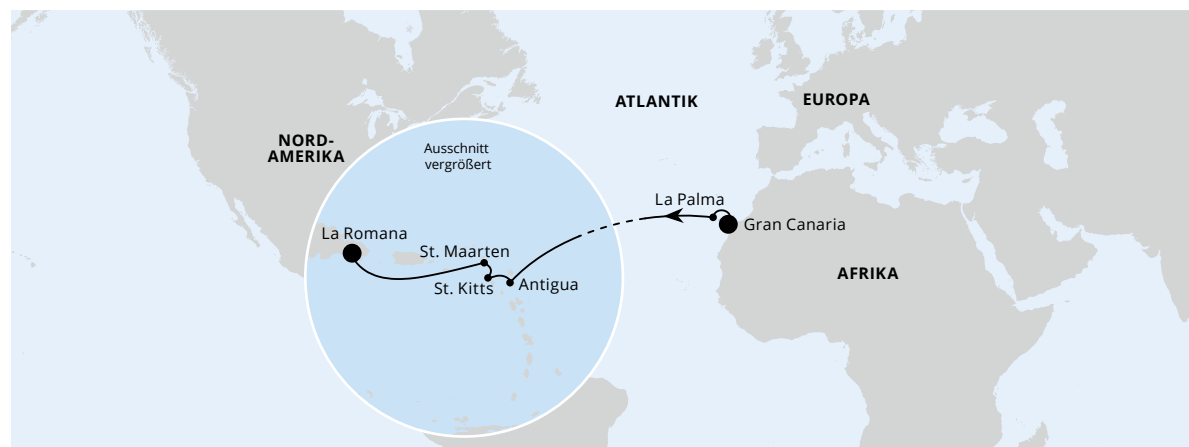 ATLANTIK
EUROPA
NORD-
AMERIKA
Ausschnitt
vergrößert
La Palma
Gran Canaria
La Romana
St. Maarten
St. Kitts
Antigua
AFRIKA